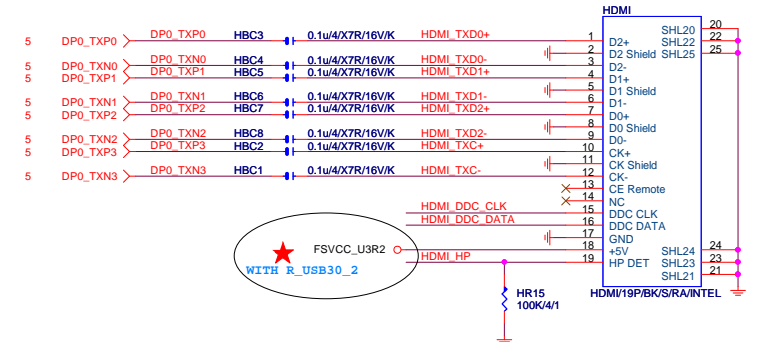 HDMI
5 DP0_TXP0 DP0_TXP0 HBC3 0.1u/4/X7R/16V/K HDMI_TXD0+ 1 D2+ SHL20 20
2 D2 Shield SHL22 22
5 DP0_TXN0 DP0_TXN0 HBC4 0.1u/4/X7R/16V/K HDMI_TXD0- 3 D2- SHL25 25
5 DP0_TXP1 DP0_TXP1 HBC5 0.1u/4/X7R/16V/K HDMI_TXD1+ 4 D1+
5 D1 Shield
5 DP0_TXN1 DP0_TXN1 HBC6 0.1u/4/X7R/16V/K HDMI_TXD1- 6 D1-
5 DP0_TXP2 DP0_TXP2 HBC7 0.1u/4/X7R/16V/K HDMI_TXD2+ 7 D0+
8 D0 Shield
5 DP0_TXN2 DP0_TXN2 HBC8 0.1u/4/X7R/16V/K HDMI_TXD2- 9 D0-
5 DP0_TXP3 DP0_TXP3 HBC2 0.1u/4/X7R/16V/K HDMI_TXC+ 10 CK+
11 CK Shield
5 DP0_TXN3 DP0_TXN3 HBC1 0.1u/4/X7R/16V/K HDMI_TXC- 12 CK-
13 CE Remote
14 NC
HDMI_DDC_CLK 15 DDC CLK
HDMI_DDC_DATA 16 DDC DATA
17 GND
FSVCC_U3R2 18 +5V SHL24 24
WITH R_USB30_2 HDMI_HP 19 HP DET SHL23 23
SHL21 21
HR15 HDMI/19P/BK/S/RA/INTEL
100K/4/1